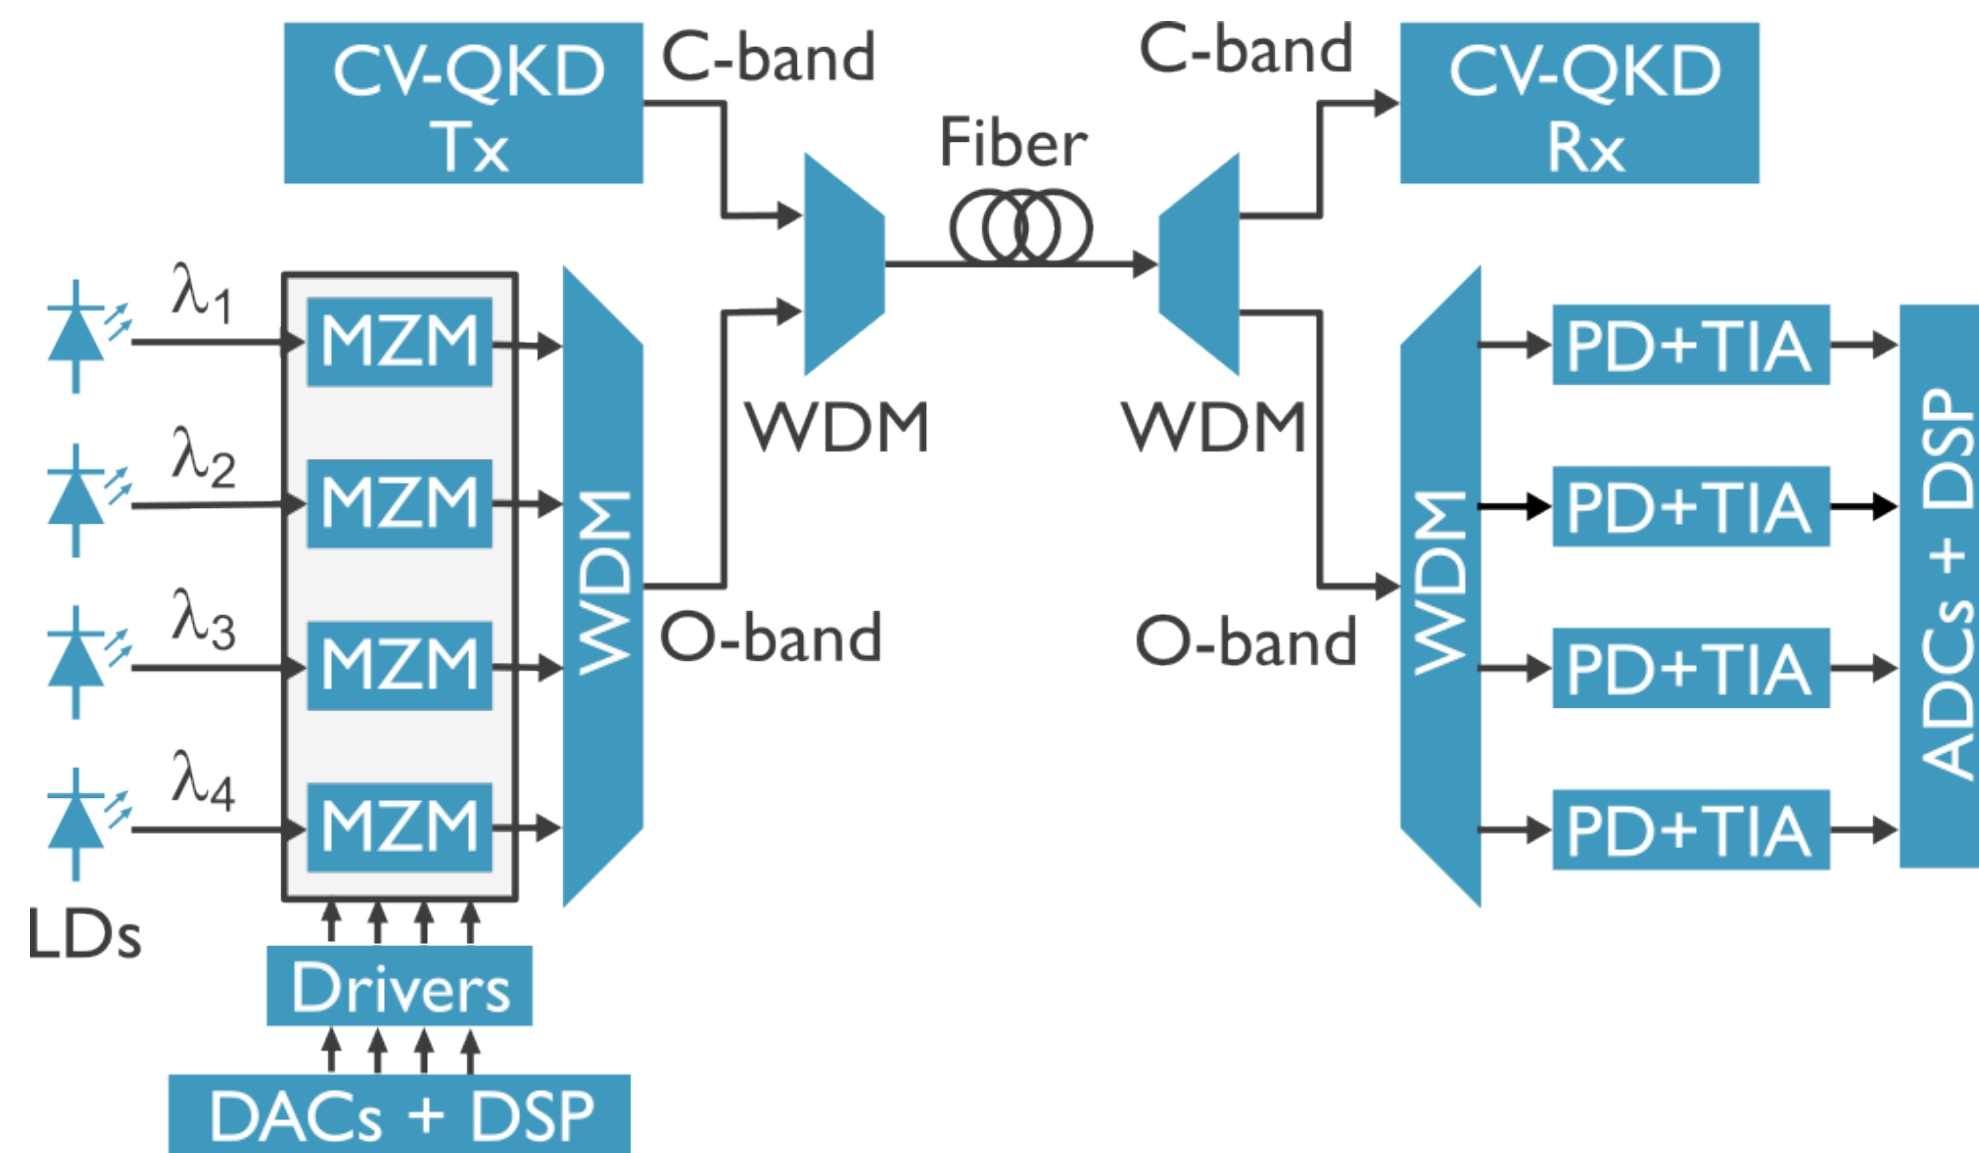 CV-QKD
Tx
C-band
C-band
CV-QKD
Rx
Fiber
λ1
MZM
λ2
MZM
λ3
MZM
λ4
MZM
LDs
WDM
O-band
WDM
WDM
O-band
WDM
PD+TIA
PD+TIA
PD+TIA
PD+TIA
ADCs + DSP
Drivers
DACs + DSP